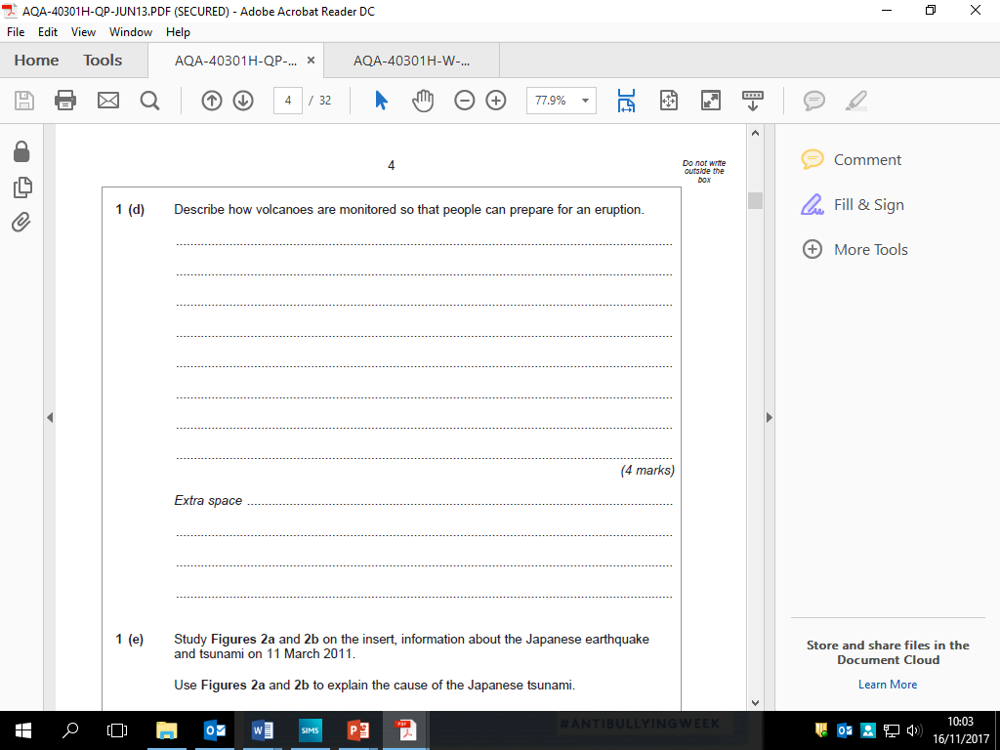 AQA-40301H-QP-JUN13.PDF (SECURED) - Adobe Acrobat Reader DC
File Edit View Window Help
Home Tools AQA-40301H-QP-... × AQA-40301H-W-...
4 / 32 77.9%
4
Do not write
outside the
box
1 (d) Describe how volcanoes are monitored so that people can prepare for an eruption.
(4 marks)
Extra space
1 (e) Study Figures 2a and 2b on the insert, information about the Japanese earthquake
and tsunami on 11 March 2011.
Use Figures 2a and 2b to explain the cause of the Japanese tsunami.
Comment
Fill & Sign
More Tools
Store and share files in the
Document Cloud
Learn More
SIMS
#ANTIBULLYINGWEEK
10:03
16/11/2017